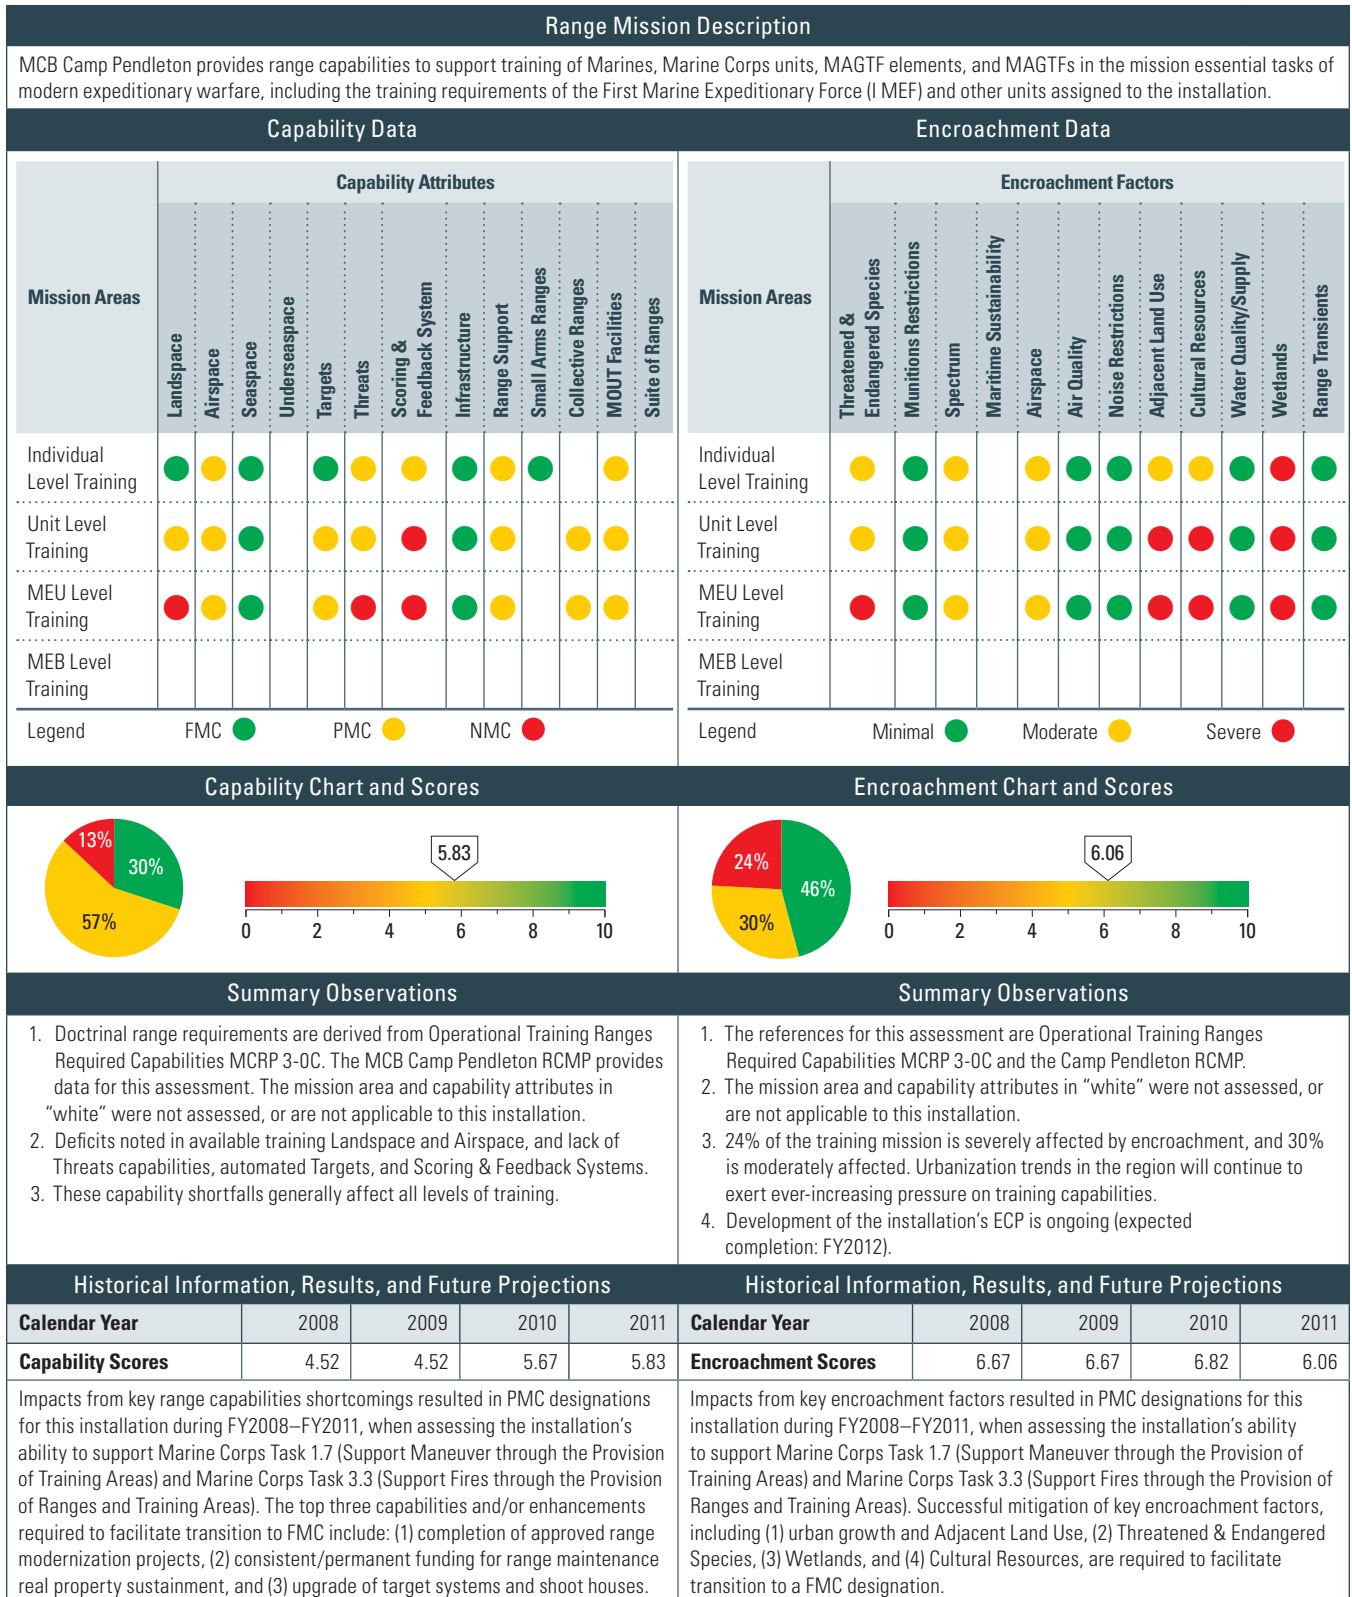 Range Mission Description
MCB Camp Pendleton provides range capabilities to support training of Marines, Marine Corps units, MAGTF elements, and MAGTFs in the mission essential tasks of
modern expeditionary warfare, including the training requirements of the First Marine Expeditionary Force (I MEF) and other units assigned to the installation.
Capability Data
Mission Areas
Capability Attributes
Landspace
Airspace
Seaspace
Underseaspace
Targets
Threats
Scoring &
Feedback System
Infrastructure
Range Support
Small Arms Ranges
Collective Ranges
MOUT Facilities
Suite of Ranges
Individual
Level Training
Unit Level
Training
MEU Level
Training
MEB Level
Training
Legend
FMC
PMC
NMC
Encroachment Data
Mission Areas
Encroachment Factors
Threatened &
Endangered Species
Munitions Restrictions
Spectrum
Maritime Sustainability
Airspace
Air Quality
Noise Restrictions
Adjacent Land Use
Cultural Resources
Water Quality/Supply
Wetlands
Range Transients
Individual
Level Training
Unit Level
Training
MEU Level
Training
MEB Level
Training
Legend
Minimal
Moderate
Severe
Capability Chart and Scores
13%
30%
57%
5.83
0 2 4 6 8 10
Encroachment Chart and Scores
24%
46%
30%
6.06
0 2 4 6 8 10
Summary Observations
1. Doctrinal range requirements are derived from Operational Training Ranges
Required Capabilities MCRP 3-0C. The MCB Camp Pendleton RCMP provides
data for this assessment. The mission area and capability attributes in
“white” were not assessed, or are not applicable to this installation.
2. Deficits noted in available training Landspace and Airspace, and lack of
Threats capabilities, automated Targets, and Scoring & Feedback Systems.
3. These capability shortfalls generally affect all levels of training.
Summary Observations
1. The references for this assessment are Operational Training Ranges
Required Capabilities MCRP 3-0C and the Camp Pendleton RCMP.
2. The mission area and capability attributes in “white” were not assessed, or
are not applicable to this installation.
3. 24% of the training mission is severely affected by encroachment, and 30%
is moderately affected. Urbanization trends in the region will continue to
exert ever-increasing pressure on training capabilities.
4. Development of the installation’s ECP is ongoing (expected
completion: FY2012).
Historical Information, Results, and Future Projections
Calendar Year 2008 2009 2010 2011
Capability Scores 4.52 4.52 5.67 5.83
Impacts from key range capabilities shortcomings resulted in PMC designations
for this installation during FY2008–FY2011, when assessing the installation’s
ability to support Marine Corps Task 1.7 (Support Maneuver through the Provision
of Training Areas) and Marine Corps Task 3.3 (Support Fires through the Provision
of Ranges and Training Areas). The top three capabilities and/or enhancements
required to facilitate transition to FMC include: (1) completion of approved range
modernization projects, (2) consistent/permanent funding for range maintenance
real property sustainment, and (3) upgrade of target systems and shoot houses.
Historical Information, Results, and Future Projections
Calendar Year 2008 2009 2010 2011
Encroachment Scores 6.67 6.67 6.82 6.06
Impacts from key encroachment factors resulted in PMC designations for this
installation during FY2008–FY2011, when assessing the installation’s ability
to support Marine Corps Task 1.7 (Support Maneuver through the Provision of
Training Areas) and Marine Corps Task 3.3 (Support Fires through the Provision of
Ranges and Training Areas). Successful mitigation of key encroachment factors,
including (1) urban growth and Adjacent Land Use, (2) Threatened & Endangered
Species, (3) Wetlands, and (4) Cultural Resources, are required to facilitate
transition to a FMC designation.